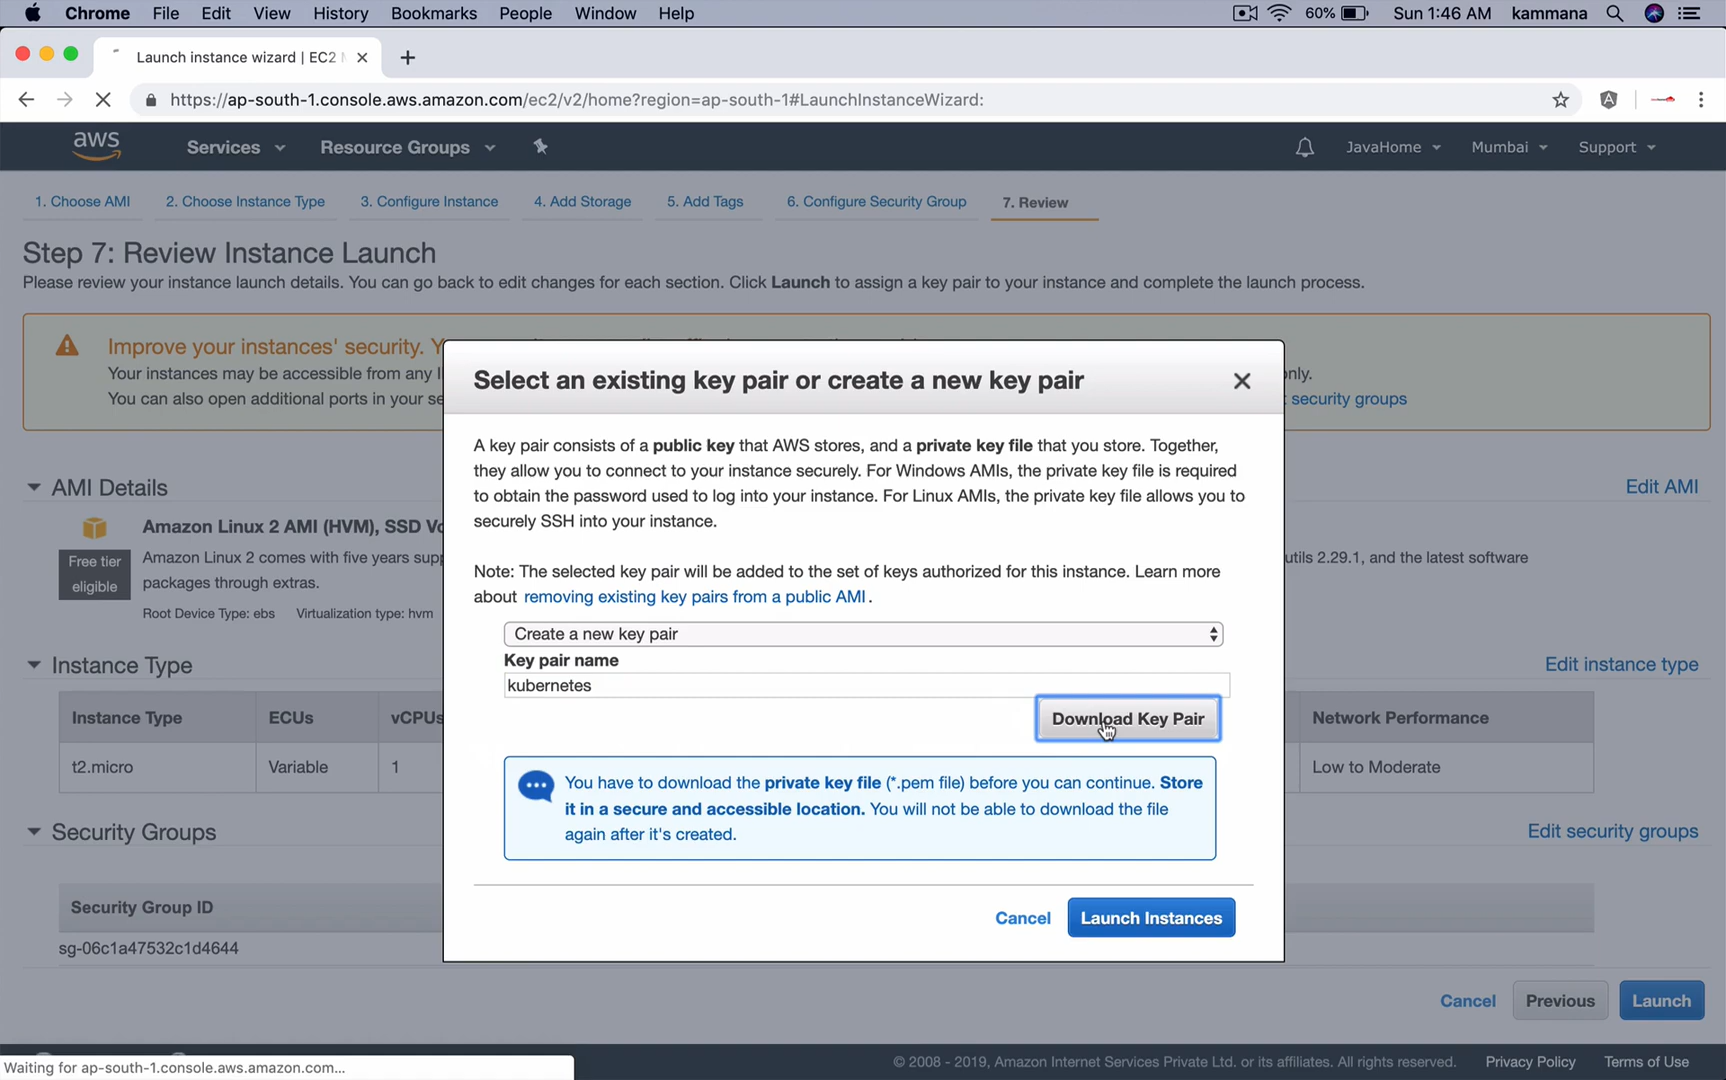 Chrome File Edit View History Bookmarks People Window Help 60% Sun 1:46 AM kammana
Launch instance wizard | EC2
https://ap-south-1.console.aws.amazon.com/ec2/v2/home?region=ap-south-1#LaunchInstanceWizard:
aws Services Resource Groups JavaHome Mumbai Support
1. Choose AMI 2. Choose Instance Type 3. Configure Instance 4. Add Storage 5. Add Tags 6. Configure Security Group 7. Review
Step 7: Review Instance Launch
Please review your instance launch details. You can go back to edit changes for each section. Click Launch to assign a key pair to your instance and complete the launch process.
Improve your instances' security.
Your instances may be accessible from any
You can also open additional ports in your
only.
security groups
Select an existing key pair or create a new key pair
A key pair consists of a public key that AWS stores, and a private key file that you store. Together,
they allow you to connect to your instance securely. For Windows AMIs, the private key file is required
to obtain the password used to log into your instance. For Linux AMIs, the private key file allows you to
securely SSH into your instance.
Note: The selected key pair will be added to the set of keys authorized for this instance. Learn more
about removing existing key pairs from a public AMI.
Create a new key pair
Key pair name
kubernetes
Download Key Pair
You have to download the private key file (*.pem file) before you can continue. Store
it in a secure and accessible location. You will not be able to download the file
again after it's created.
Cancel Launch Instances
AMI Details Edit AMI
Amazon Linux 2 AMI (HVM), SSD
Free tier
eligible
Amazon Linux 2 comes with five years
utils 2.29.1, and the latest software
packages through extras.
Root Device Type: ebs Virtualization type: hvm
Instance Type Edit instance type
Instance Type ECUs vCPUs Network Performance
t2.micro Variable 1 Low to Moderate
Security Groups Edit security groups
Security Group ID
sg-06c1a47532c1d4644
Cancel Previous Launch
Waiting for ap-south-1.console.aws.amazon.com...
© 2008 - 2019, Amazon Internet Services Private Ltd. or its affiliates. All rights reserved. Privacy Policy Terms of Use